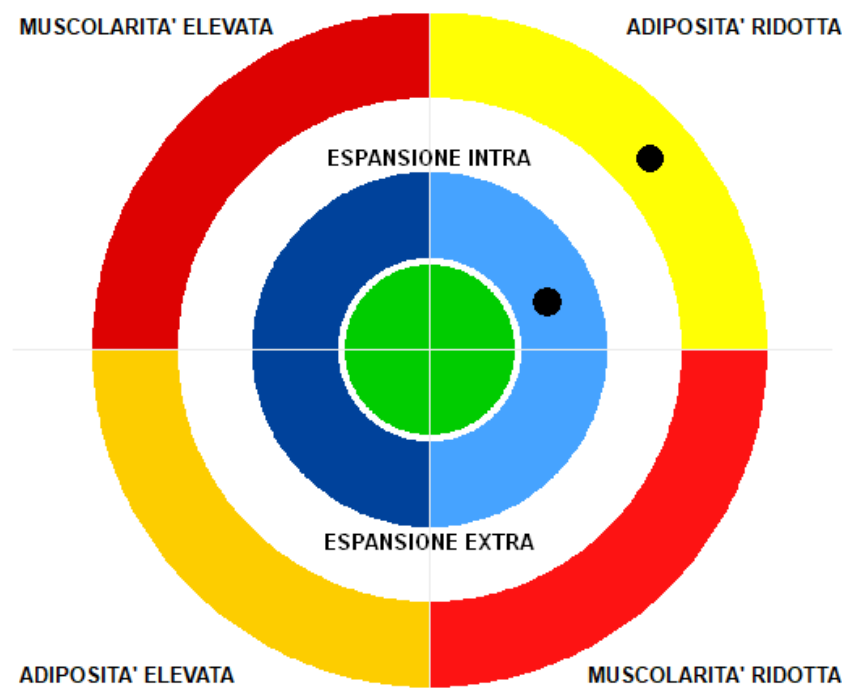 MUSCOLARITA' ELEVATA
ADIPOSITA' RIDOTTA
ESPANSIONE INTRA
ESPANSIONE EXTRA
ADIPOSITA' ELEVATA
MUSCOLARITA' RIDOTTA